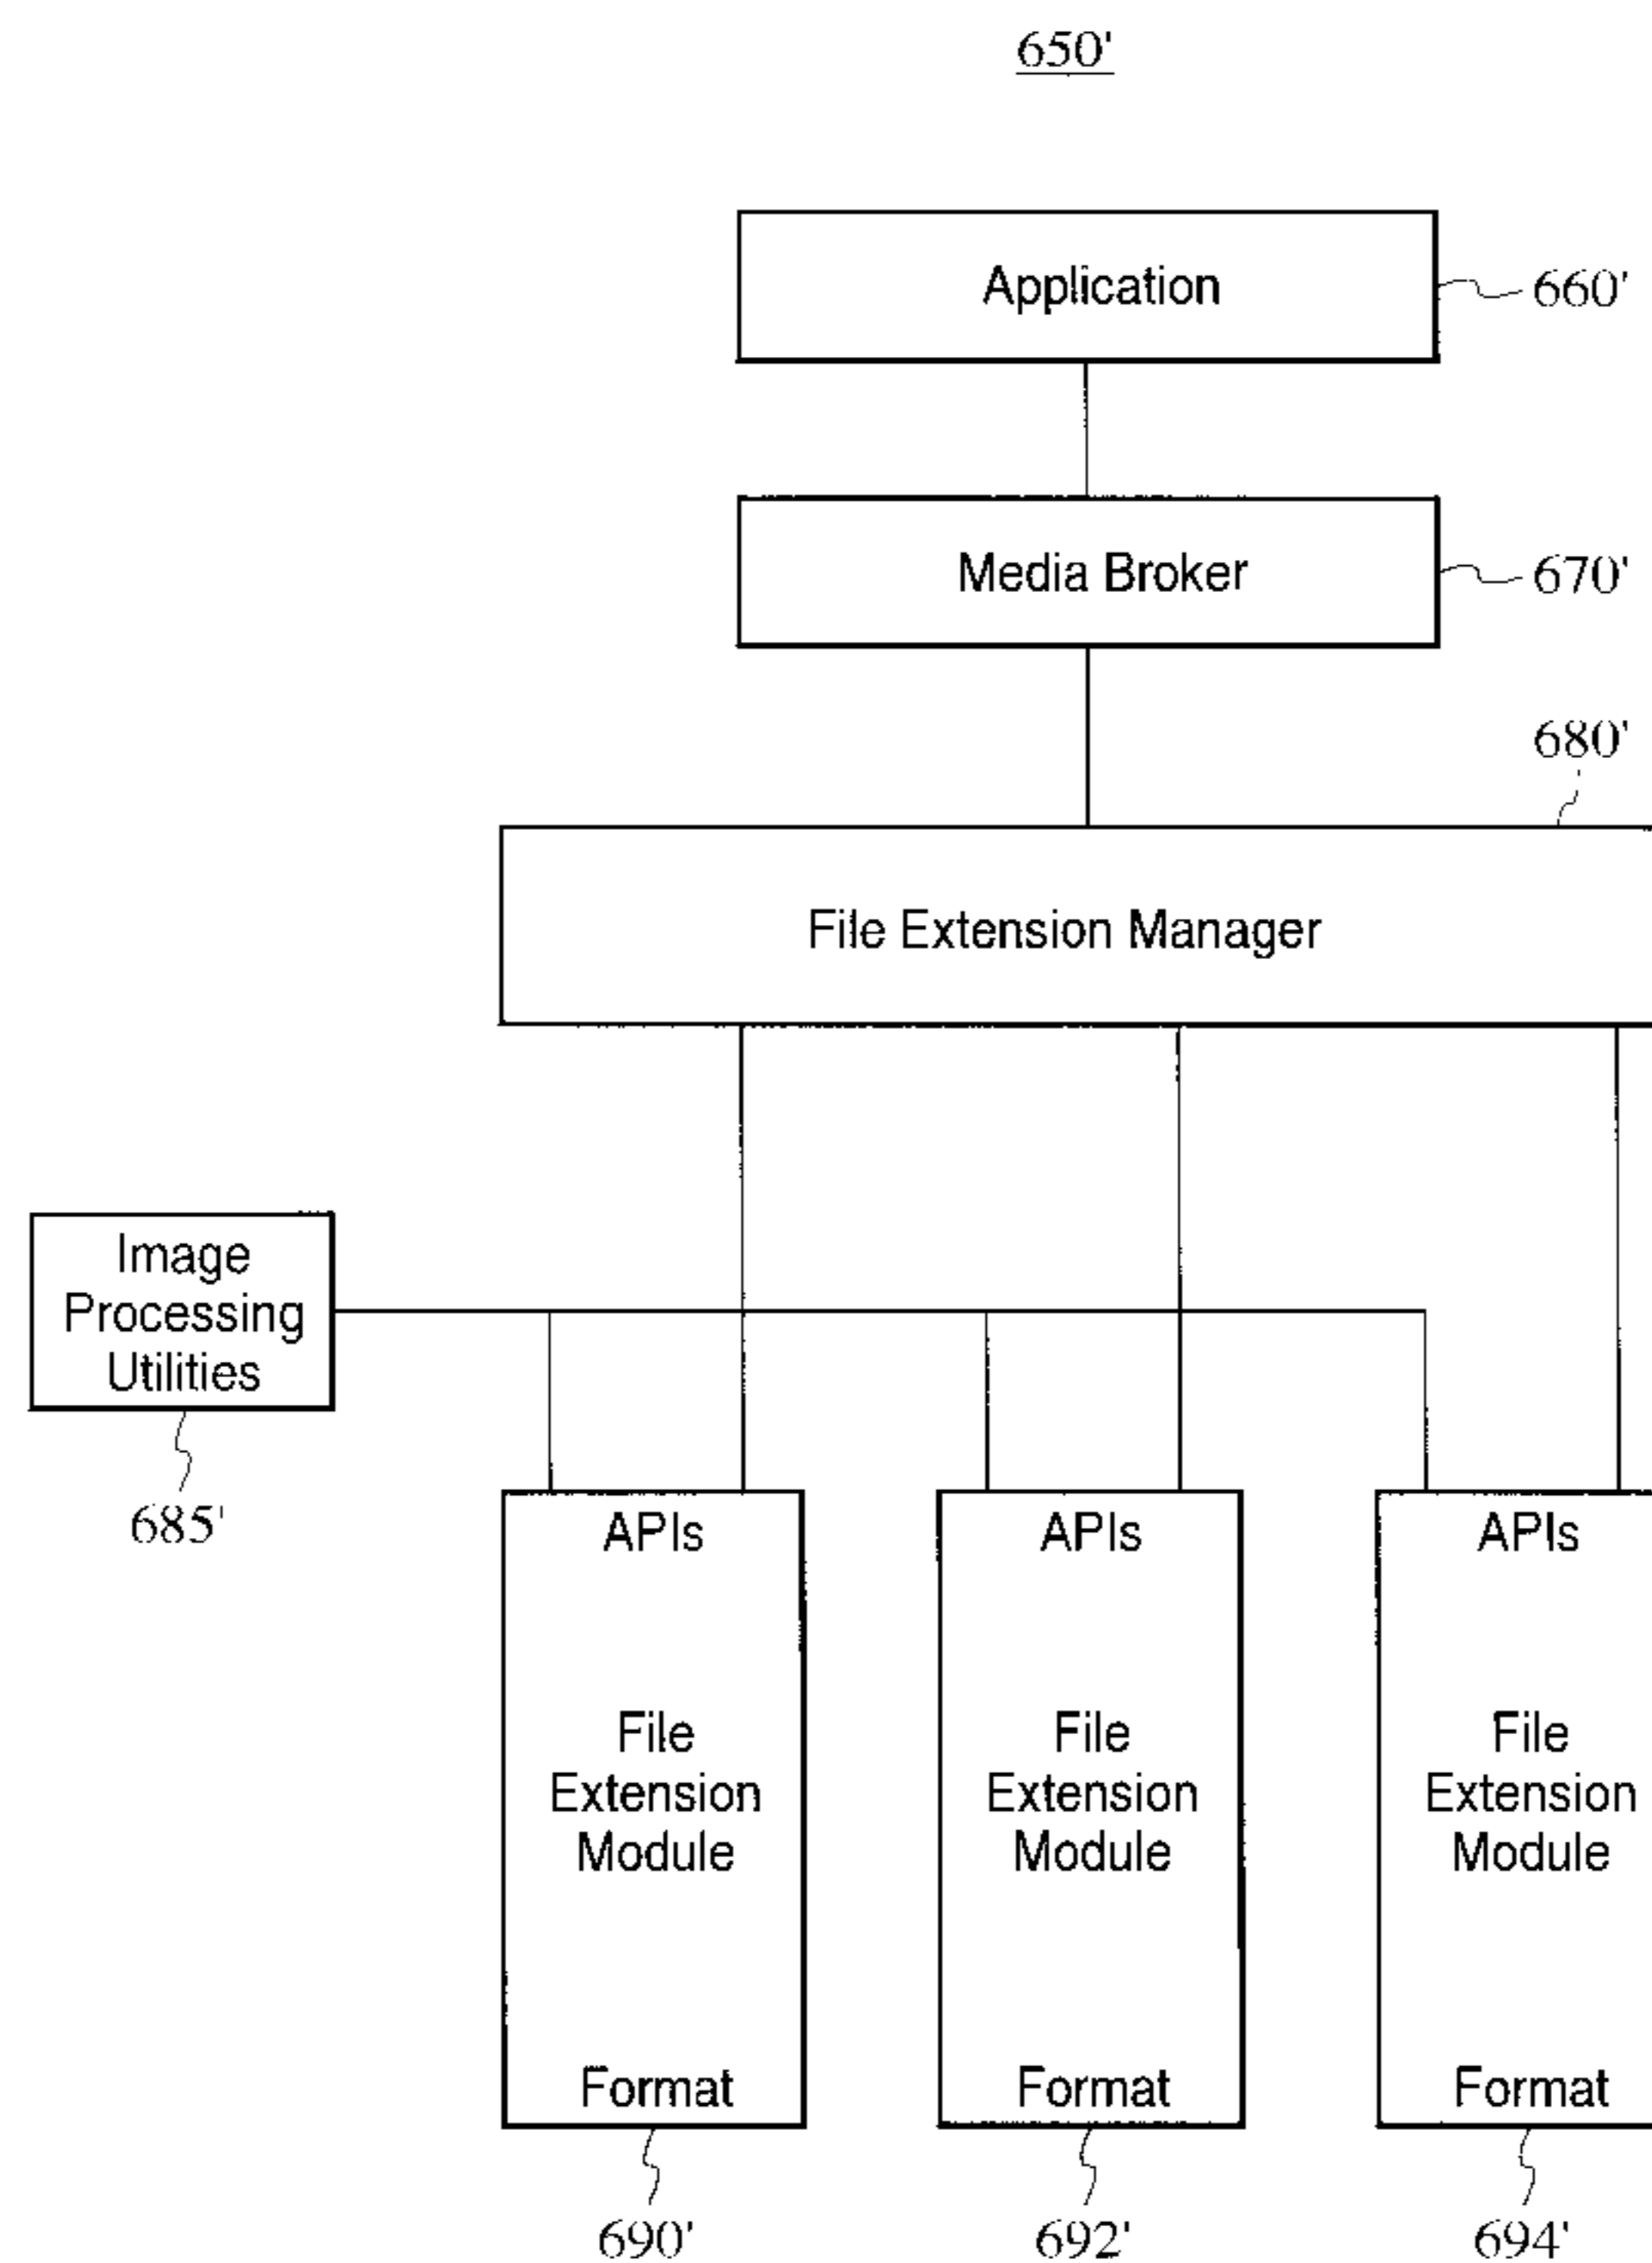 650'
Application
660'
Media Broker
670'
680'
File Extension Manager
Image
Processing
Utilities
685'
APIs
File
Extension
Module
Format
690'
APIs
File
Extension
Module
Format
692'
APIs
File
Extension
Module
Format
694'